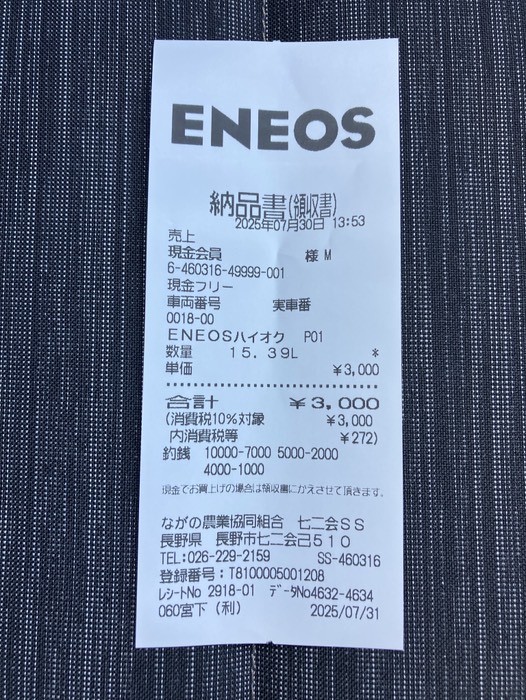 ENEOS
納品書(領収書)
2025年07月30日 13:53
売上
現金会員 様 M
6-460316-49999-001
現金フリー
車両番号 実車番
0018-00
ENEOSハイオク P01
数量 15.39L *
単価 ¥3,000
合計 ¥3,000
(消費税10%対象 ¥3,000
内消費税等 ¥272)
釣銭 10000-7000 5000-2000
4000-1000
現金でお買上げの場合は領収書にかえさせて頂きます。
ながの農業協同組合 七二会SS
長野県 長野市七二会己510
TEL:026-229-2159 SS-460316
登録番号：T8100005001208
レシートNo 2918-01 データNo4632-4634
060宮下(利) 2025/07/31